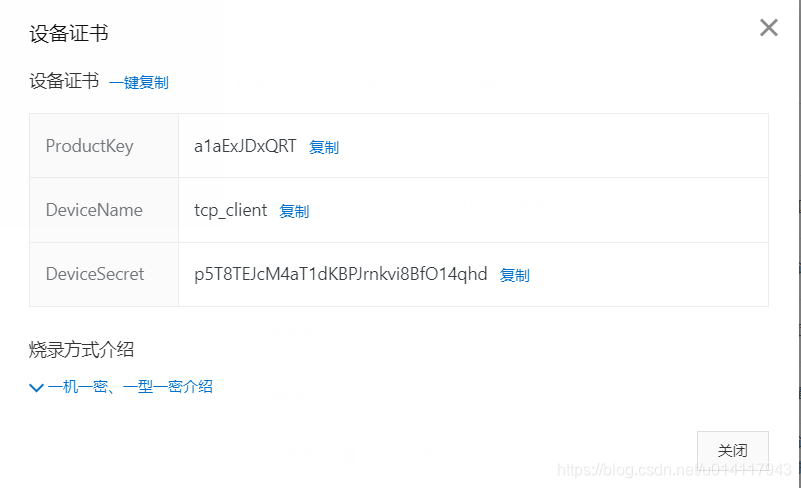 设备证书
设备证书 一键复制
ProductKey a1aExJDxQRT 复制
DeviceName tcp_client 复制
DeviceSecret p5T8TEJcM4aT1dKBPJrnkvi8BfO14qhd 复制
烧录方式介绍
一机一密、一型一密介绍
关闭
https://blog.csdn.net/u014117943